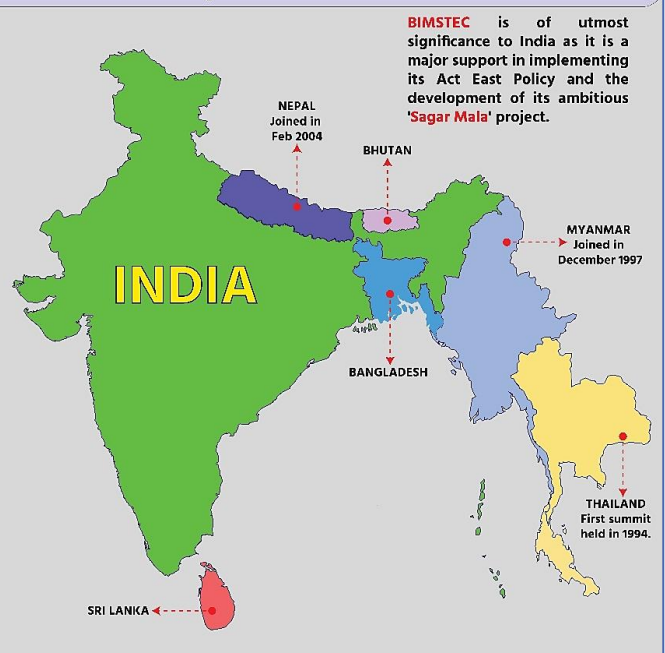 BIMSTEC is of utmost
significance to India as it is a
major support in implementing
its Act East Policy and the
development of its ambitious
'Sagar Mala' project.
NEPAL
Joined in
Feb 2004
BHUTAN
MYANMAR
Joined in
December 1997
INDIA
BANGLADESH
THAILAND
First summit
held in 1994.
SRI LANKA